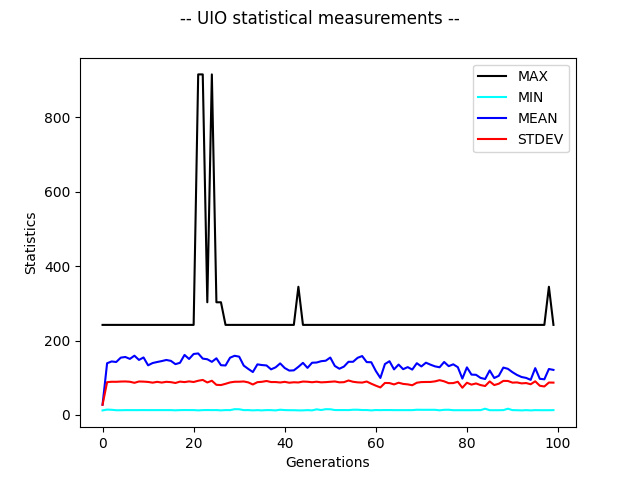 -- UIO statistical measurements --
MAX
MIN
MEAN
STDEV
Statistics
800
600
400
200
0
0 20 40 60 80 100
Generations